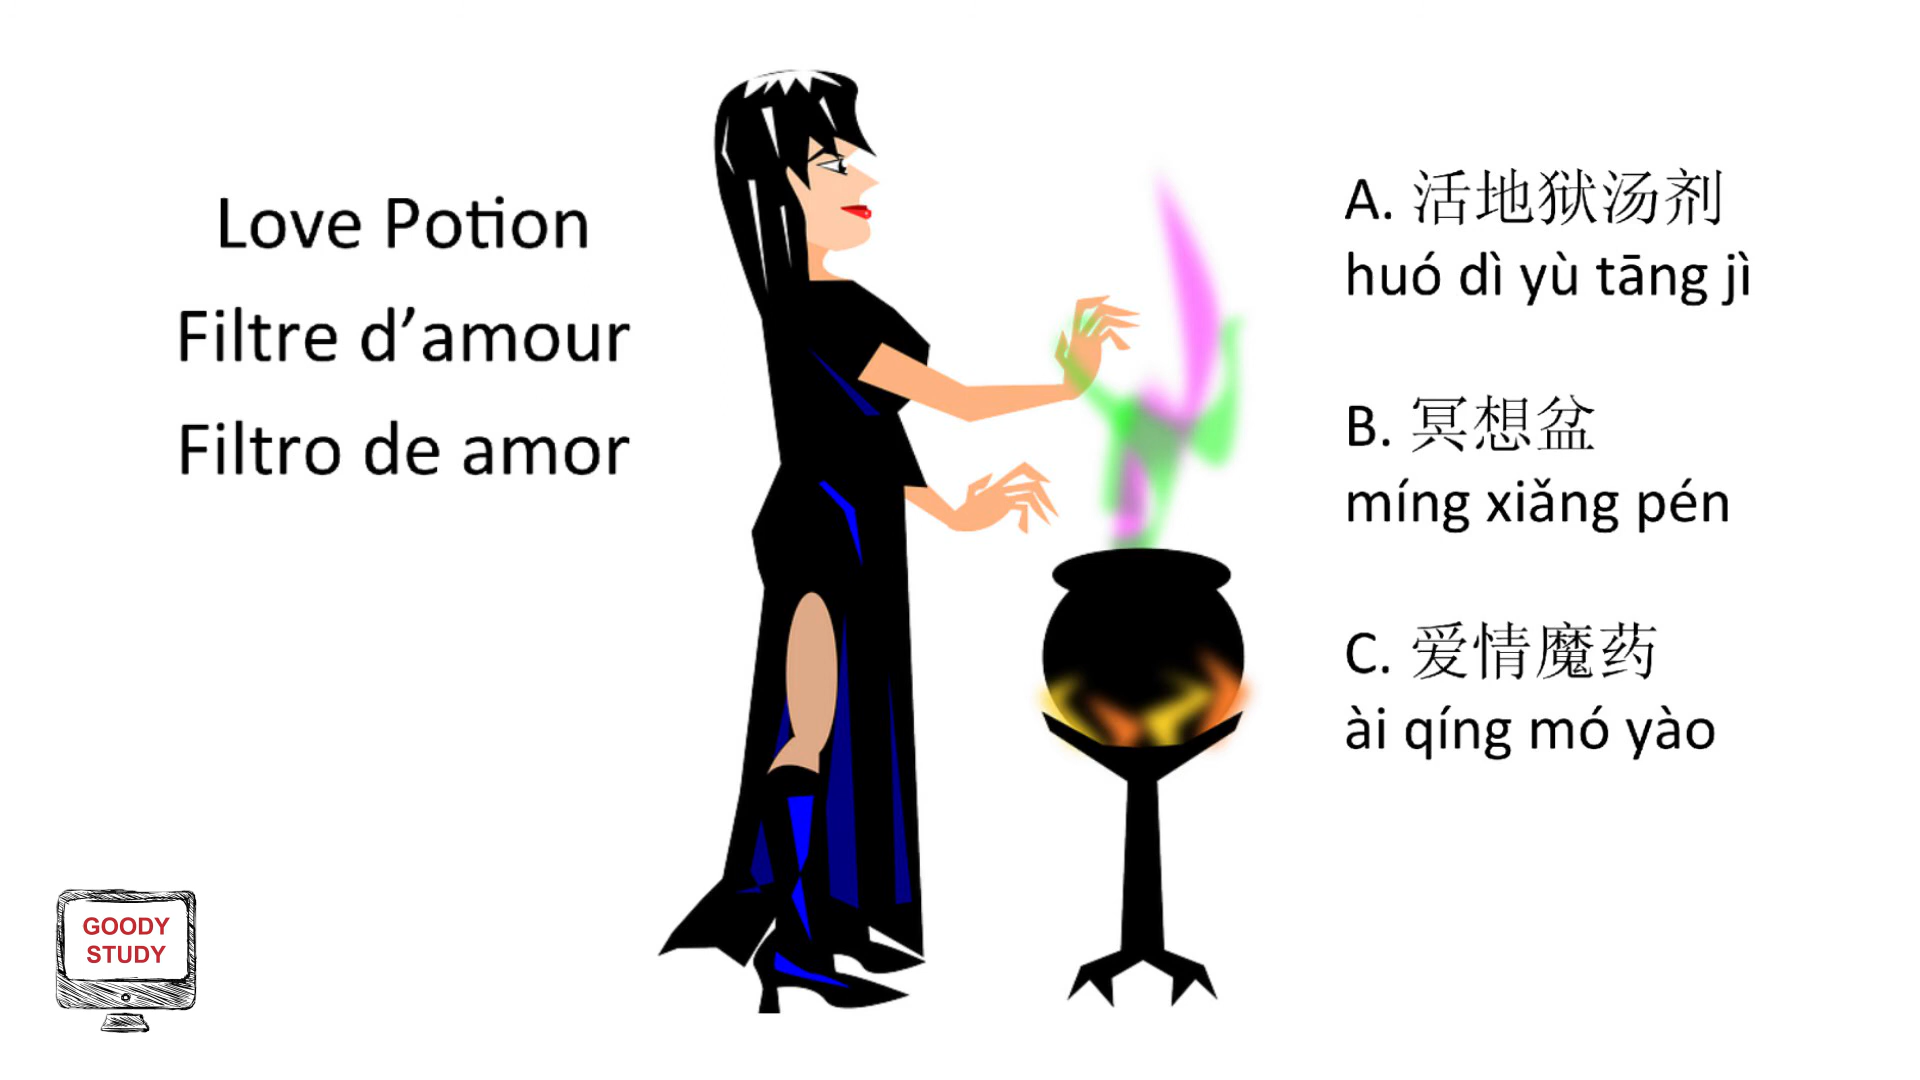 Love Potion
Filtre d’amour
Filtro de amor
A. 活地狱汤剂
huó dì yù tāng jì
B. 冥想盆
míng xiǎng pén
C. 爱情魔药
ài qíng mó yào
GOODY
STUDY